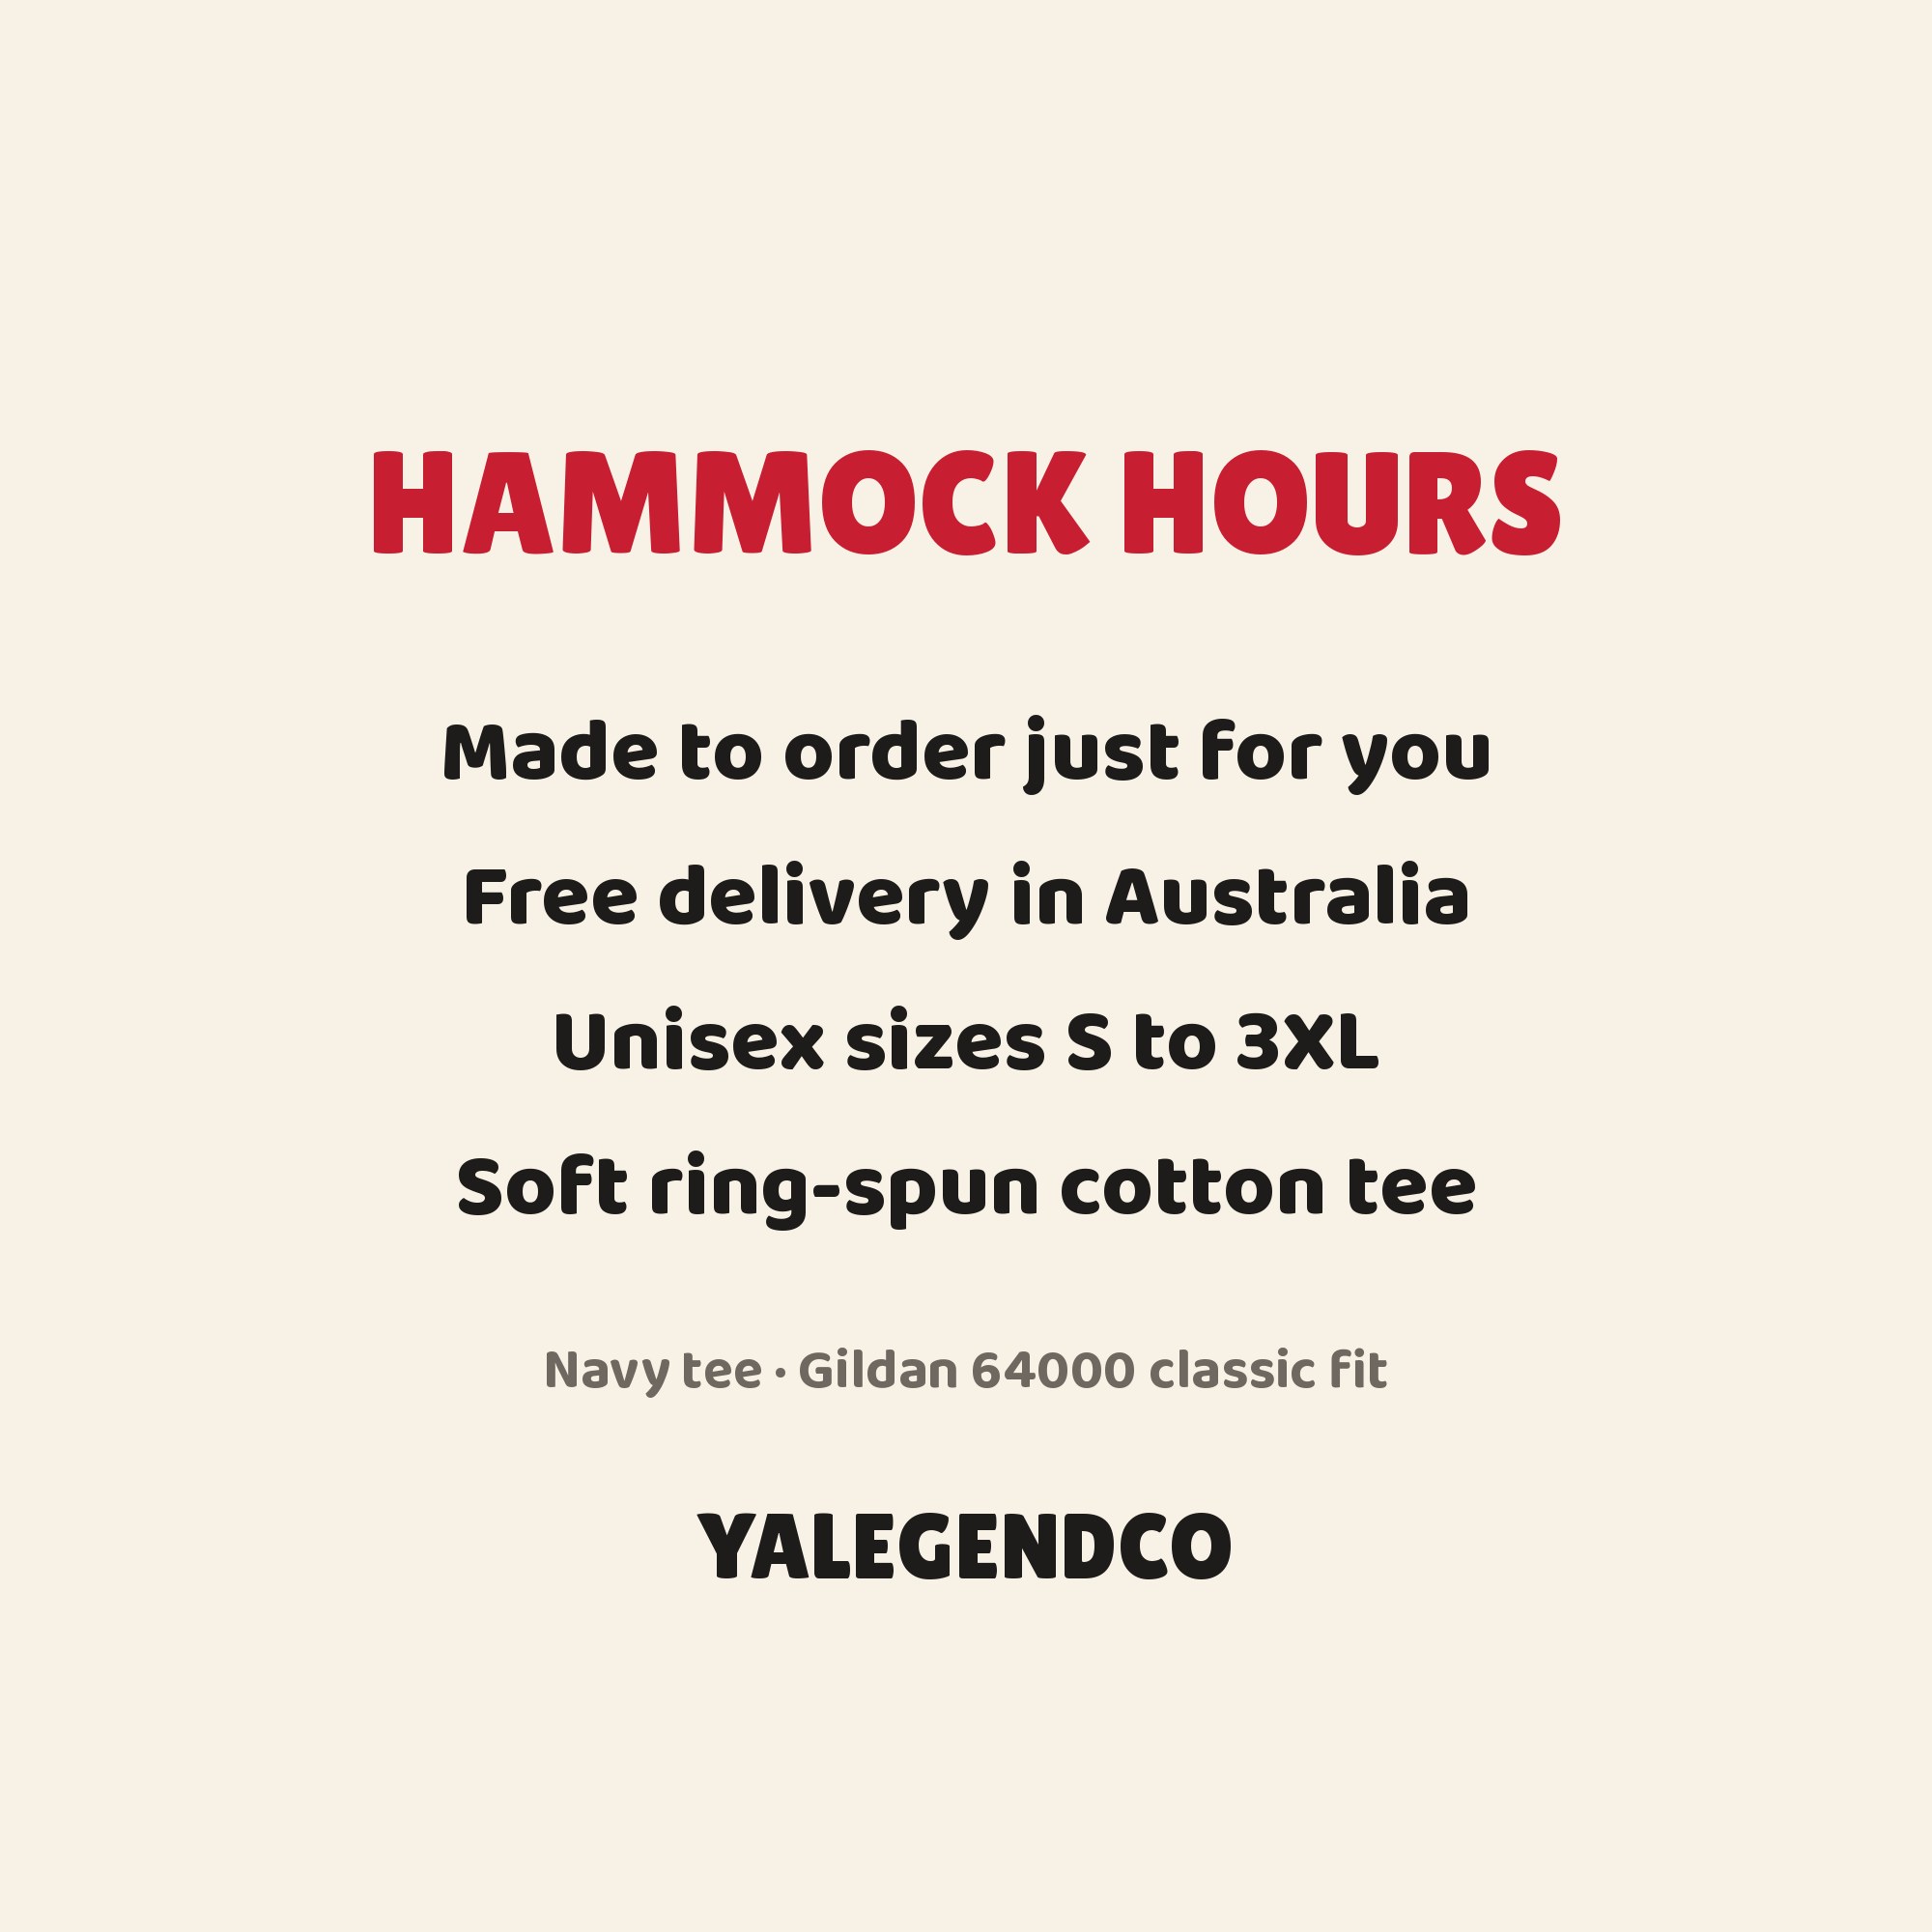 HAMMOCK HOURS
Made to order just for you
Free delivery in Australia
Unisex sizes S to 3XL
Soft ring-spun cotton tee
Navy tee · Gildan 64000 classic fit
YALEGENDCO